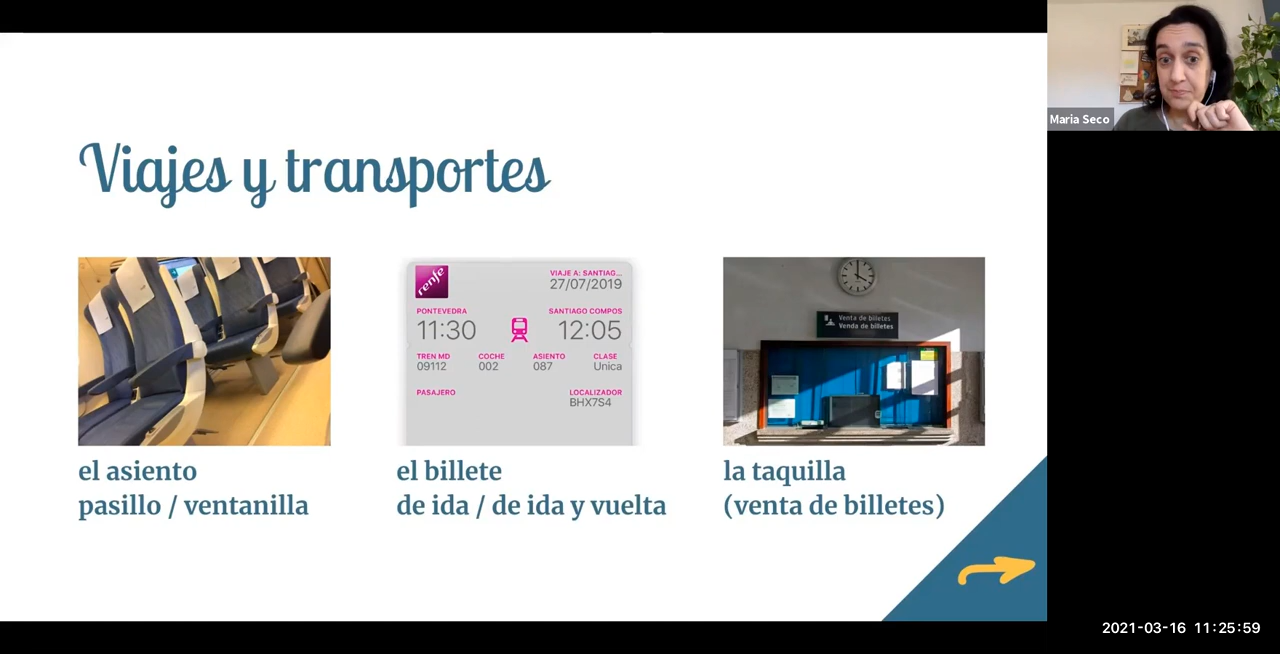 Maria Seco
Viajes y transportes
renfe
VIAJE A: SANTIAG...
27/07/2019
PONTEVEDRA
SANTIAGO COMPOS
11:30
12:05
TREN MD
COCHE
ASIENTO
CLASE
09112
002
087
Unica
PASAJERO
LOCALIZADOR
BHX7S4
Venta de billetes
Venda de billetes
el asiento
pasillo / ventanilla
el billete
de ida / de ida y vuelta
la taquilla
(venta de billetes)
2021-03-16 11:25:59